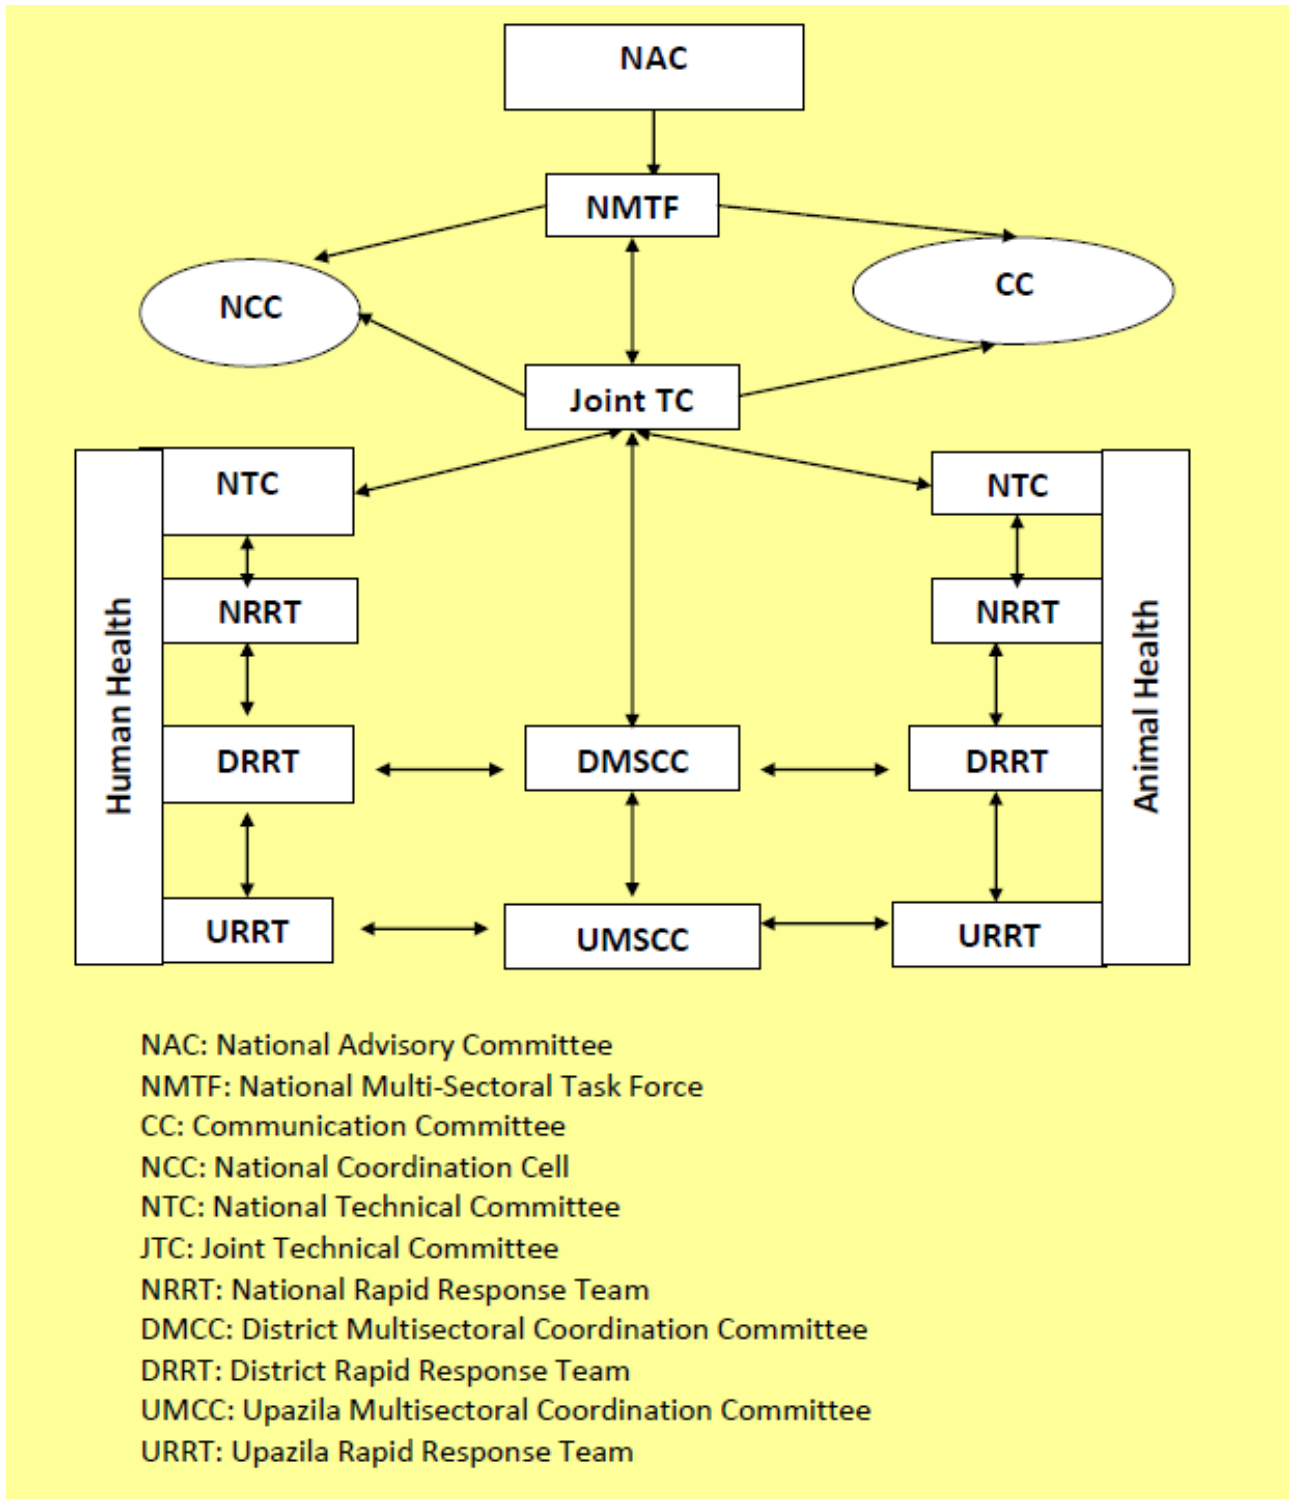 NAC
NMTF
NCC
CC
Joint TC
NTC
NTC
NRRT
NRRT
Human Health
Animal Health
DRRT
DMSCC
DRRT
URRT
UMSCC
URRT
NAC: National Advisory Committee
NMTF: National Multi-Sectoral Task Force
CC: Communication Committee
NCC: National Coordination Cell
NTC: National Technical Committee
JTC: Joint Technical Committee
NRRT: National Rapid Response Team
DMCC: District Multisectoral Coordination Committee
DRRT: District Rapid Response Team
UMCC: Upazila Multisectoral Coordination Committee
URRT: Upazila Rapid Response Team